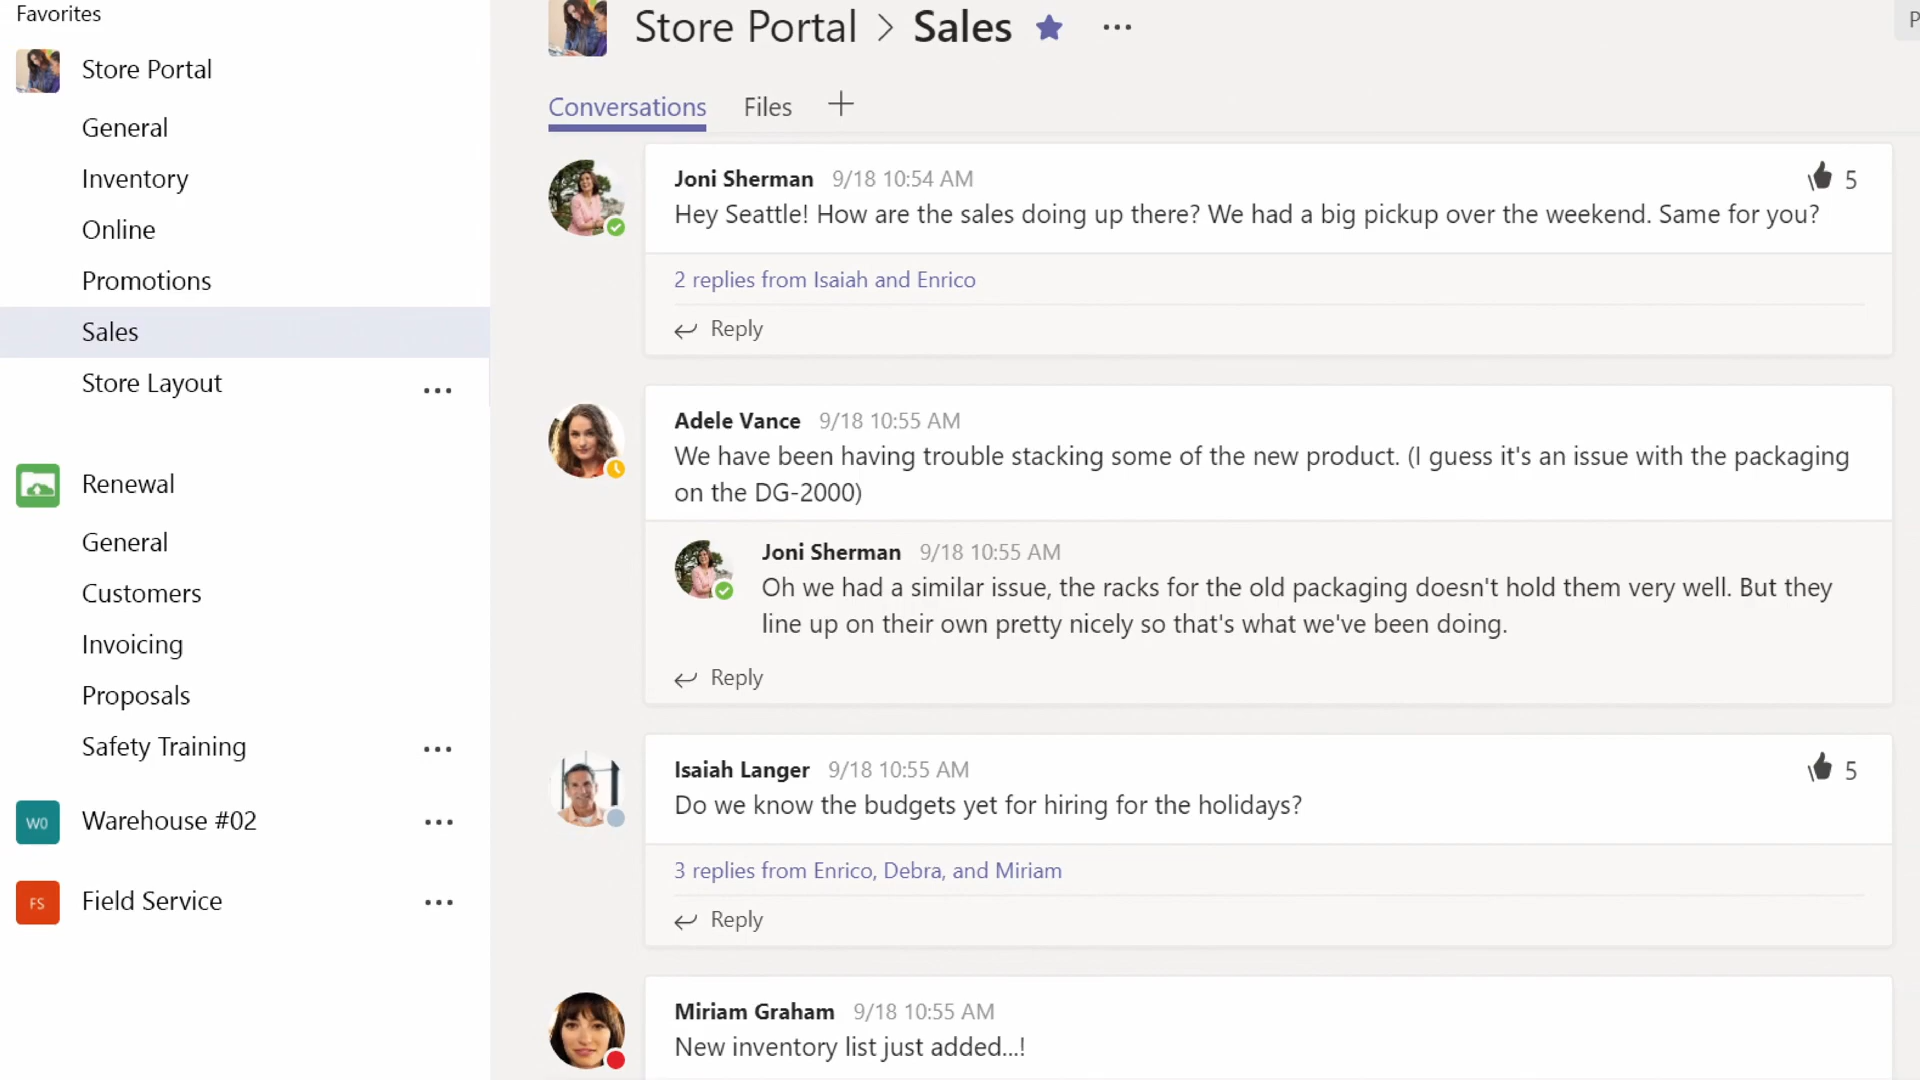 Favorites
Store Portal
General
Inventory
Online
Promotions
Sales
Store Layout
Renewal
General
Customers
Invoicing
Proposals
Safety Training
W0
Warehouse #02
FS
Field Service
Store Portal > Sales
Conversations Files
Joni Sherman 9/18 10:54 AM
5
Hey Seattle! How are the sales doing up there? We had a big pickup over the weekend. Same for you?
2 replies from Isaiah and Enrico
Reply
Adele Vance 9/18 10:55 AM
We have been having trouble stacking some of the new product. (I guess it's an issue with the packaging
on the DG-2000)
Joni Sherman 9/18 10:55 AM
Oh we had a similar issue, the racks for the old packaging doesn't hold them very well. But they
line up on their own pretty nicely so that's what we've been doing.
Reply
Isaiah Langer 9/18 10:55 AM
5
Do we know the budgets yet for hiring for the holidays?
3 replies from Enrico, Debra, and Miriam
Reply
Miriam Graham 9/18 10:55 AM
New inventory list just added...!